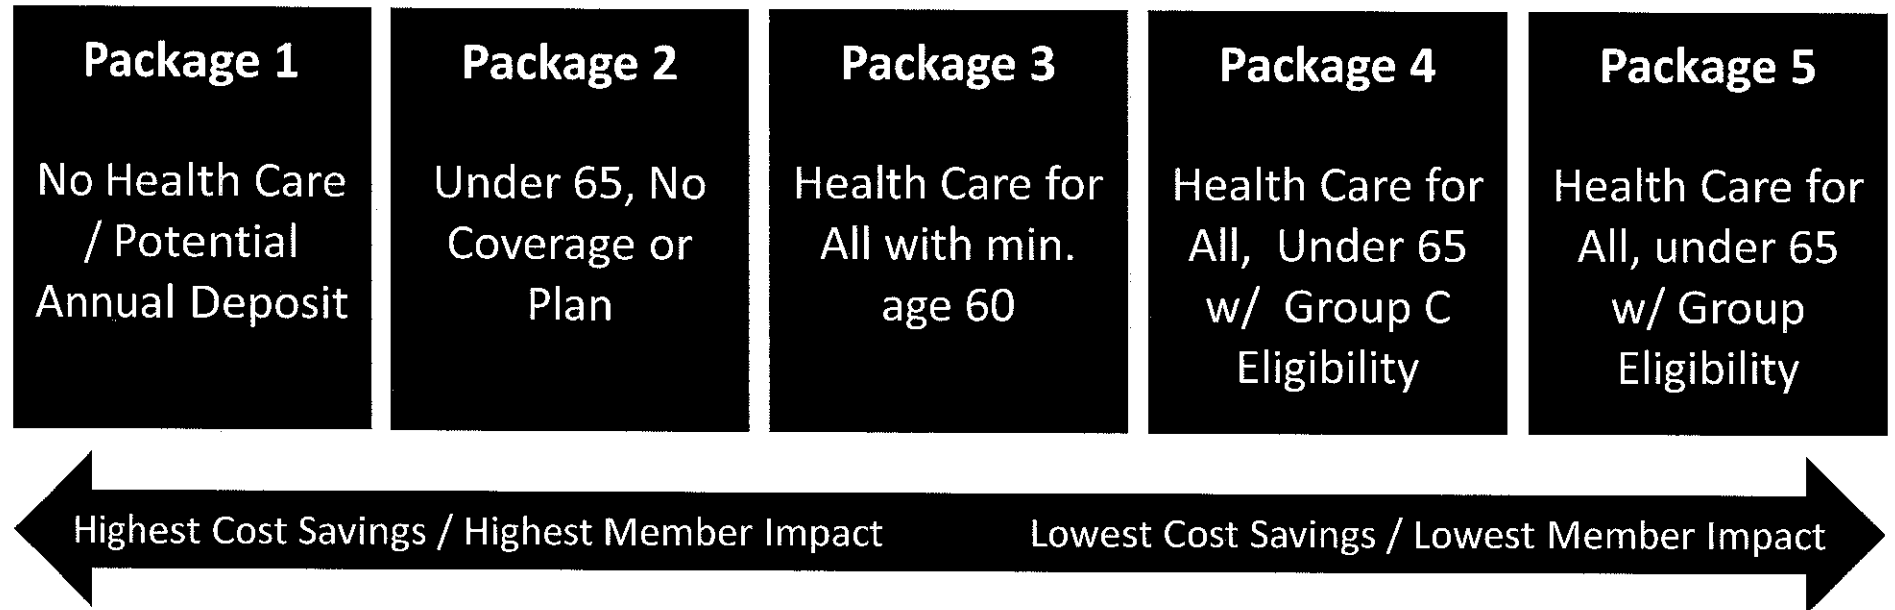 Package 1
No Health Care
/ Potential
Annual Deposit
Package 2
Under 65, No
Coverage or
Plan
Package 3
Health Care for
All with min.
age 60
Package 4
Health Care for
All, Under 65
w/ Group C
Eligibility
Package 5
Health Care for
All, under 65
w/ Group
Eligibility
Highest Cost Savings / Highest Member Impact
Lowest Cost Savings / Lowest Member Impact